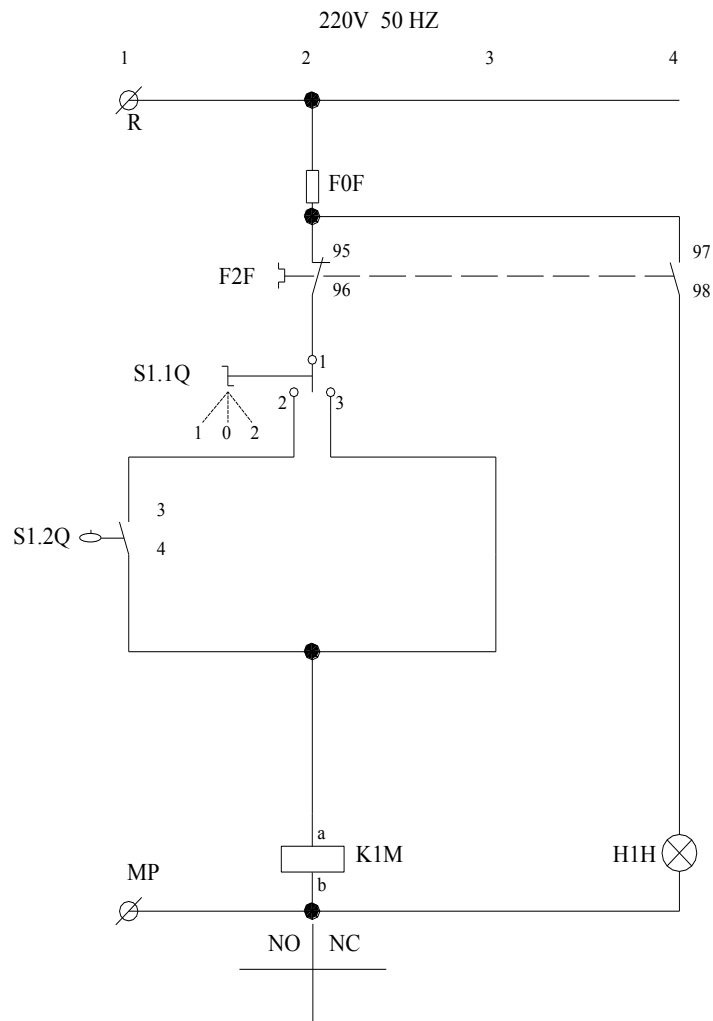 220V 50 HZ
1 2 3 4
R
F0F
95 97
F2F
96 98
1
S1.1Q
2 3
1 0 2
3
S1.2Q
4
a
K1M H1H
b
MP
NO NC